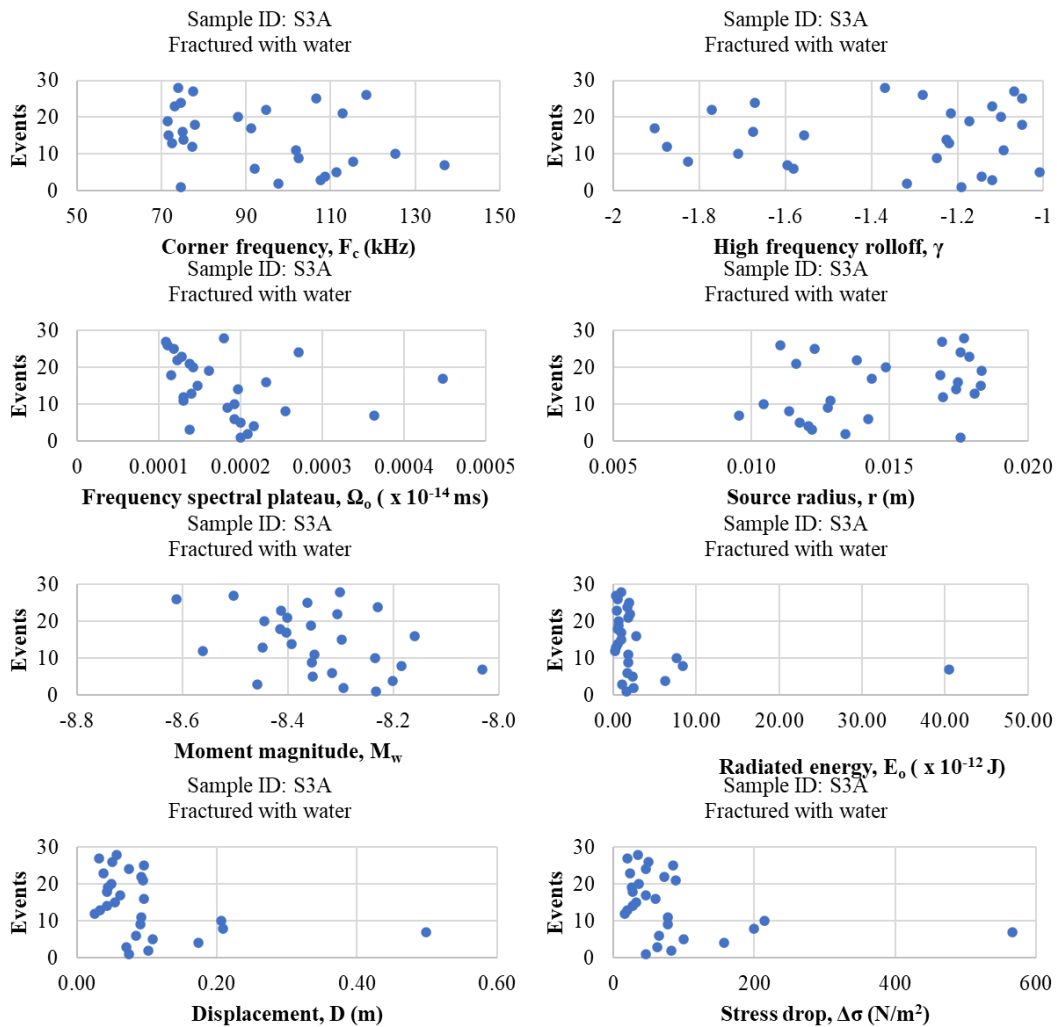 Sample ID: S3A
Fractured with water
30
20
10
0
Events
50 70 90 110 130 150
Corner frequency, F_c (kHz)
Sample ID: S3A
Fractured with water
30
20
10
0
Events
-2 -1.8 -1.6 -1.4 -1.2 -1
High frequency rolloff, γ
Sample ID: S3A
Fractured with water
30
20
10
0
Events
0 0.0001 0.0002 0.0003 0.0004 0.0005
Frequency spectral plateau, Ω_o ( x 10^-14 ms)
Sample ID: S3A
Fractured with water
30
20
10
0
Events
0.005 0.010 0.015 0.020
Source radius, r (m)
Sample ID: S3A
Fractured with water
30
20
10
0
Events
-8.8 -8.6 -8.4 -8.2 -8.0
Moment magnitude, M_w
Sample ID: S3A
Fractured with water
30
20
10
0
Events
0.00 10.00 20.00 30.00 40.00 50.00
Radiated energy, E_o ( x 10^-12 J)
Sample ID: S3A
Fractured with water
30
20
10
0
Events
0.00 0.20 0.40 0.60
Displacement, D (m)
Sample ID: S3A
Fractured with water
30
20
10
0
Events
0 200 400 600
Stress drop, Δσ (N/m²)